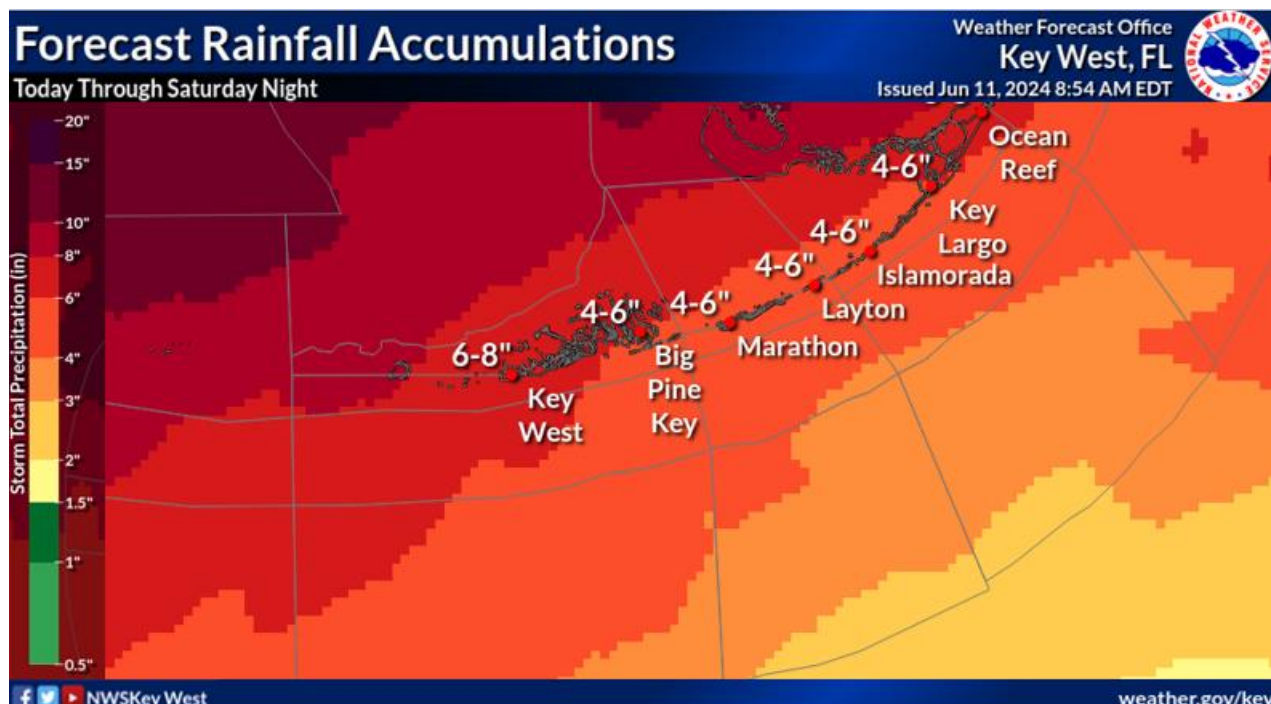 Forecast Rainfall Accumulations
Today Through Saturday Night
Weather Forecast Office
Key West, FL
Issued Jun 11, 2024 8:54 AM EDT
NATIONAL WEATHER SERVICE
Storm Total Precipitation (in)
20"
15"
10"
8"
6"
4"
3"
2"
1.5"
1"
0.5"
Ocean
Reef
4-6"
Key
Largo
4-6"
Islamorada
4-6"
Layton
4-6"
Marathon
4-6"
Big
Pine
Key
6-8"
Key
West
NWSKey West
weather.gov/key